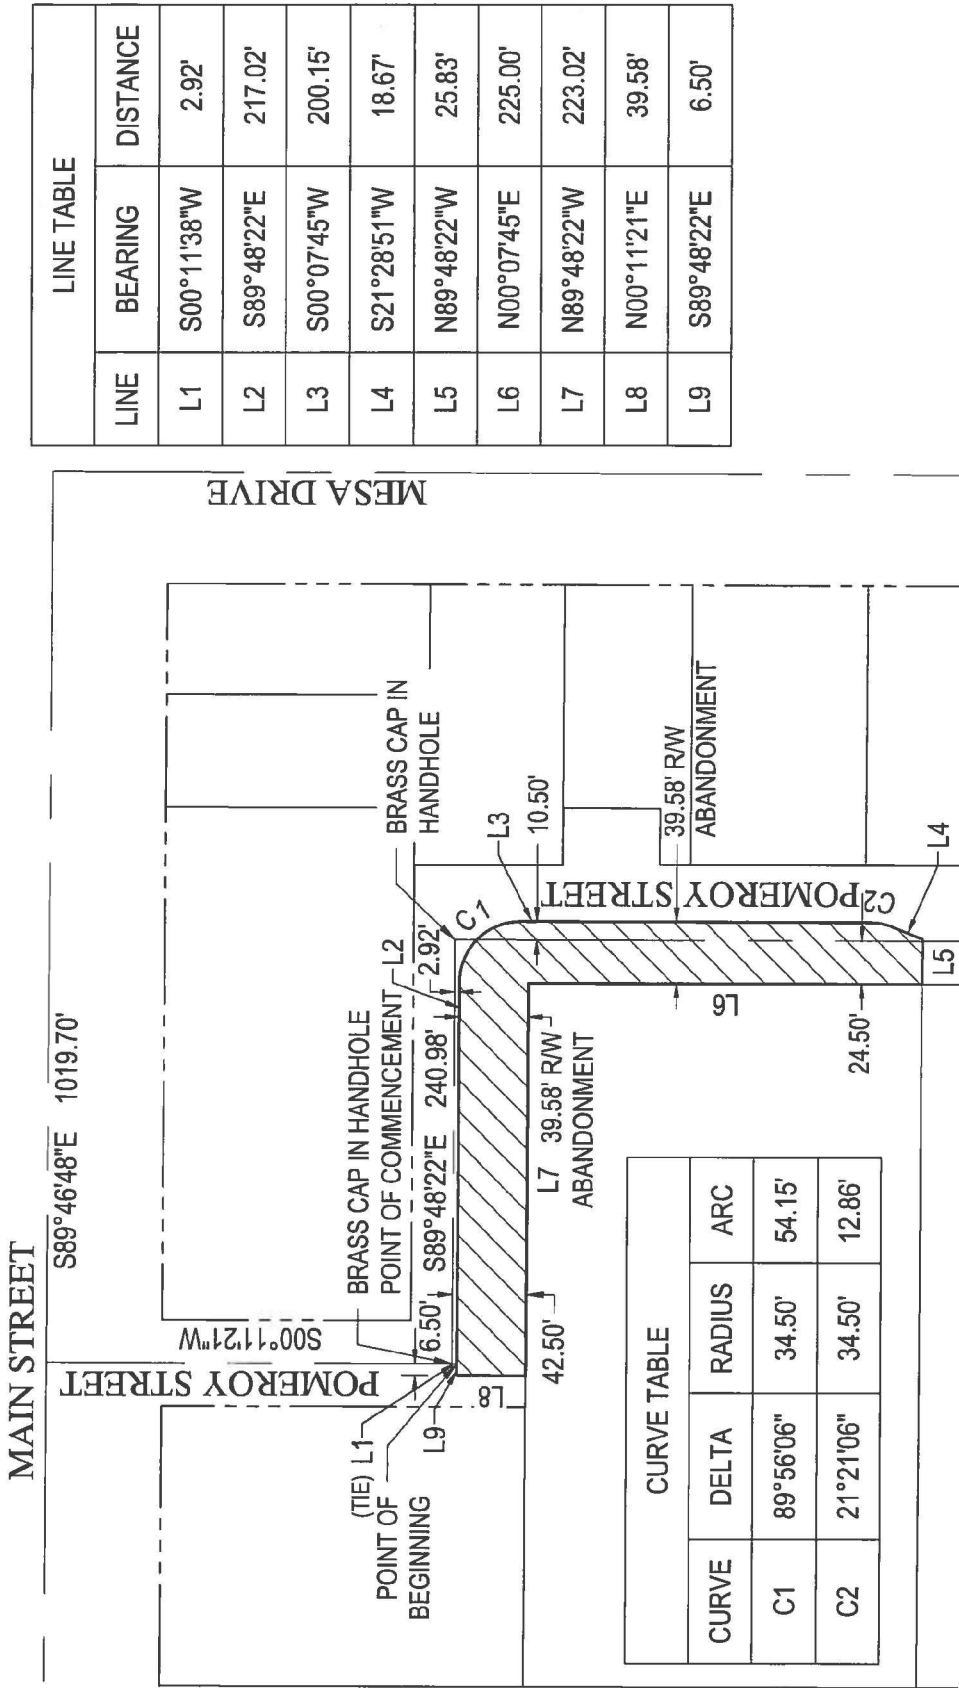 MAIN STREET
S89°46'48"E 1019.70'
MESA DRIVE
POMEROY STREET
S00°11'21"W
BRASS CAP IN HANDHOLE
POINT OF COMMENCEMENT
L2
BRASS CAP IN
HANDHOLE
(TIE) L1
POINT OF
BEGINNING
L9
6.50'
S89°48'22"E 240.98'
2.92'
C1
L3
10.50'
L8
42.50'
L7 39.58' R/W
ABANDONMENT
POMEROY STREET
39.58' R/W
ABANDONMENT
L6
C2
24.50'
L4
L5
CURVE TABLE
CURVE DELTA RADIUS ARC
C1 89°56'06" 34.50' 54.15'
C2 21°21'06" 34.50' 12.86'
LINE TABLE
LINE BEARING DISTANCE
L1 S00°11'38"W 2.92'
L2 S89°48'22"E 217.02'
L3 S00°07'45"W 200.15'
L4 S21°28'51"W 18.67'
L5 N89°48'22"W 25.83'
L6 N00°07'45"E 225.00'
L7 N89°48'22"W 223.02'
L8 N00°11'21"E 39.58'
L9 S89°48'22"E 6.50'